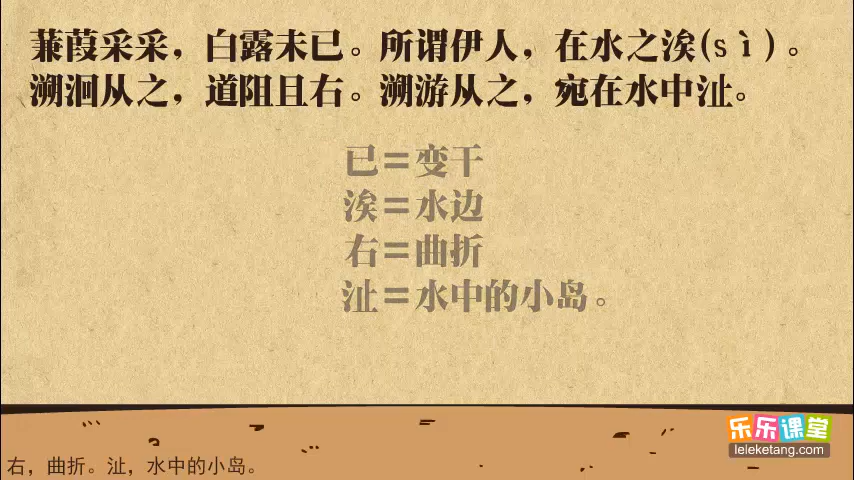 蒹葭采采，白露未已。所谓伊人，在水之涘(sì)。
溯洄从之，道阻且右。溯游从之，宛在水中沚。
已=变干
涘=水边
右=曲折
沚=水中的小岛。
乐乐课堂
leleketang.com
右，曲折。沚，水中的小岛。